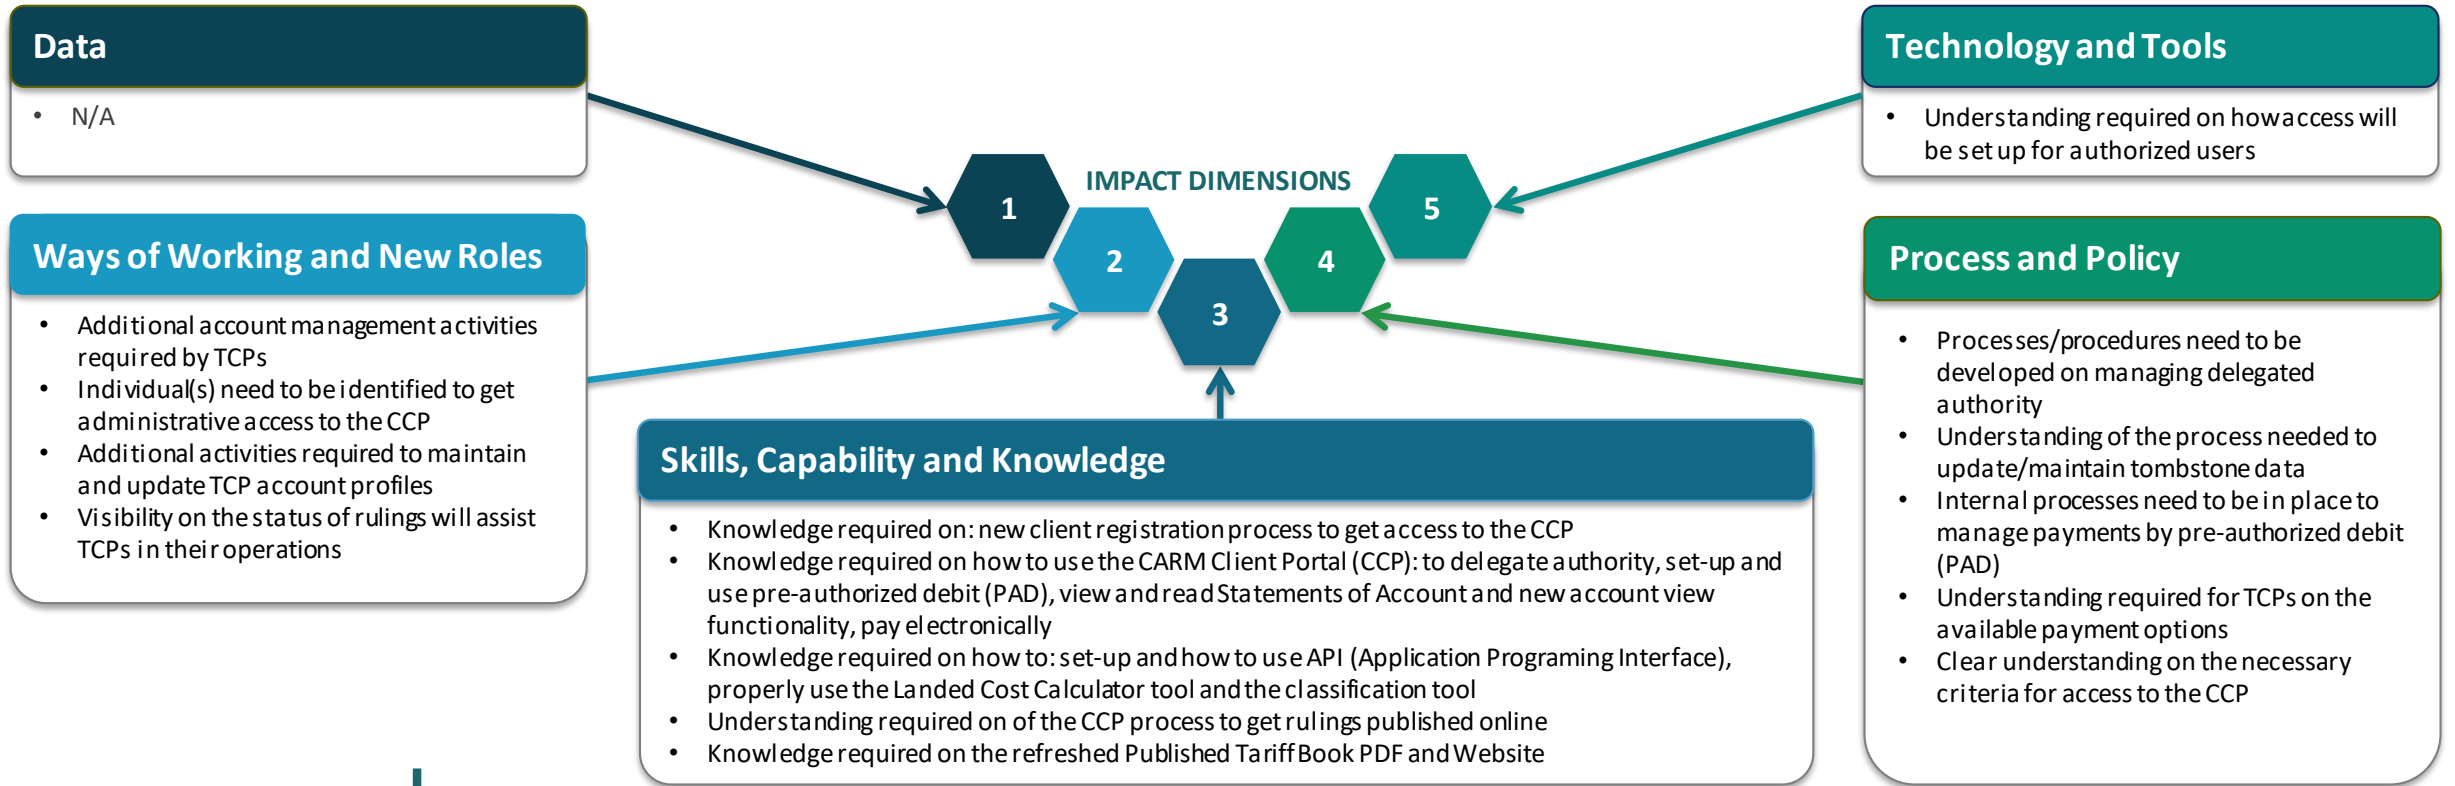 Data
• N/A
Ways of Working and New Roles
• Additional account management activities
required by TCPs
• Individual(s) need to be identified to get
administrative access to the CCP
• Additional activities required to maintain
and update TCP account profiles
• Visibility on the status of rulings will assist
TCPs in their operations
IMPACT DIMENSIONS
1
2
3
4
5
Skills, Capability and Knowledge
• Knowledge required on: new client registration process to get access to the CCP
• Knowledge required on how to use the CARM Client Portal (CCP): to delegate authority, set-up and
use pre-authorized debit (PAD), view and read Statements of Account and new account view
functionality, pay electronically
• Knowledge required on how to: set-up and how to use API (Application Programing Interface),
properly use the Landed Cost Calculator tool and the classification tool
• Understanding required on of the CCP process to get rulings published online
• Knowledge required on the refreshed Published Tariff Book PDF and Website
Technology and Tools
• Understanding required on how access will
be set up for authorized users
Process and Policy
• Processes/procedures need to be
developed on managing delegated
authority
• Understanding of the process needed to
update/maintain tombstone data
• Internal processes need to be in place to
manage payments by pre-authorized debit
(PAD)
• Understanding required for TCPs on the
available payment options
• Clear understanding on the necessary
criteria for access to the CCP